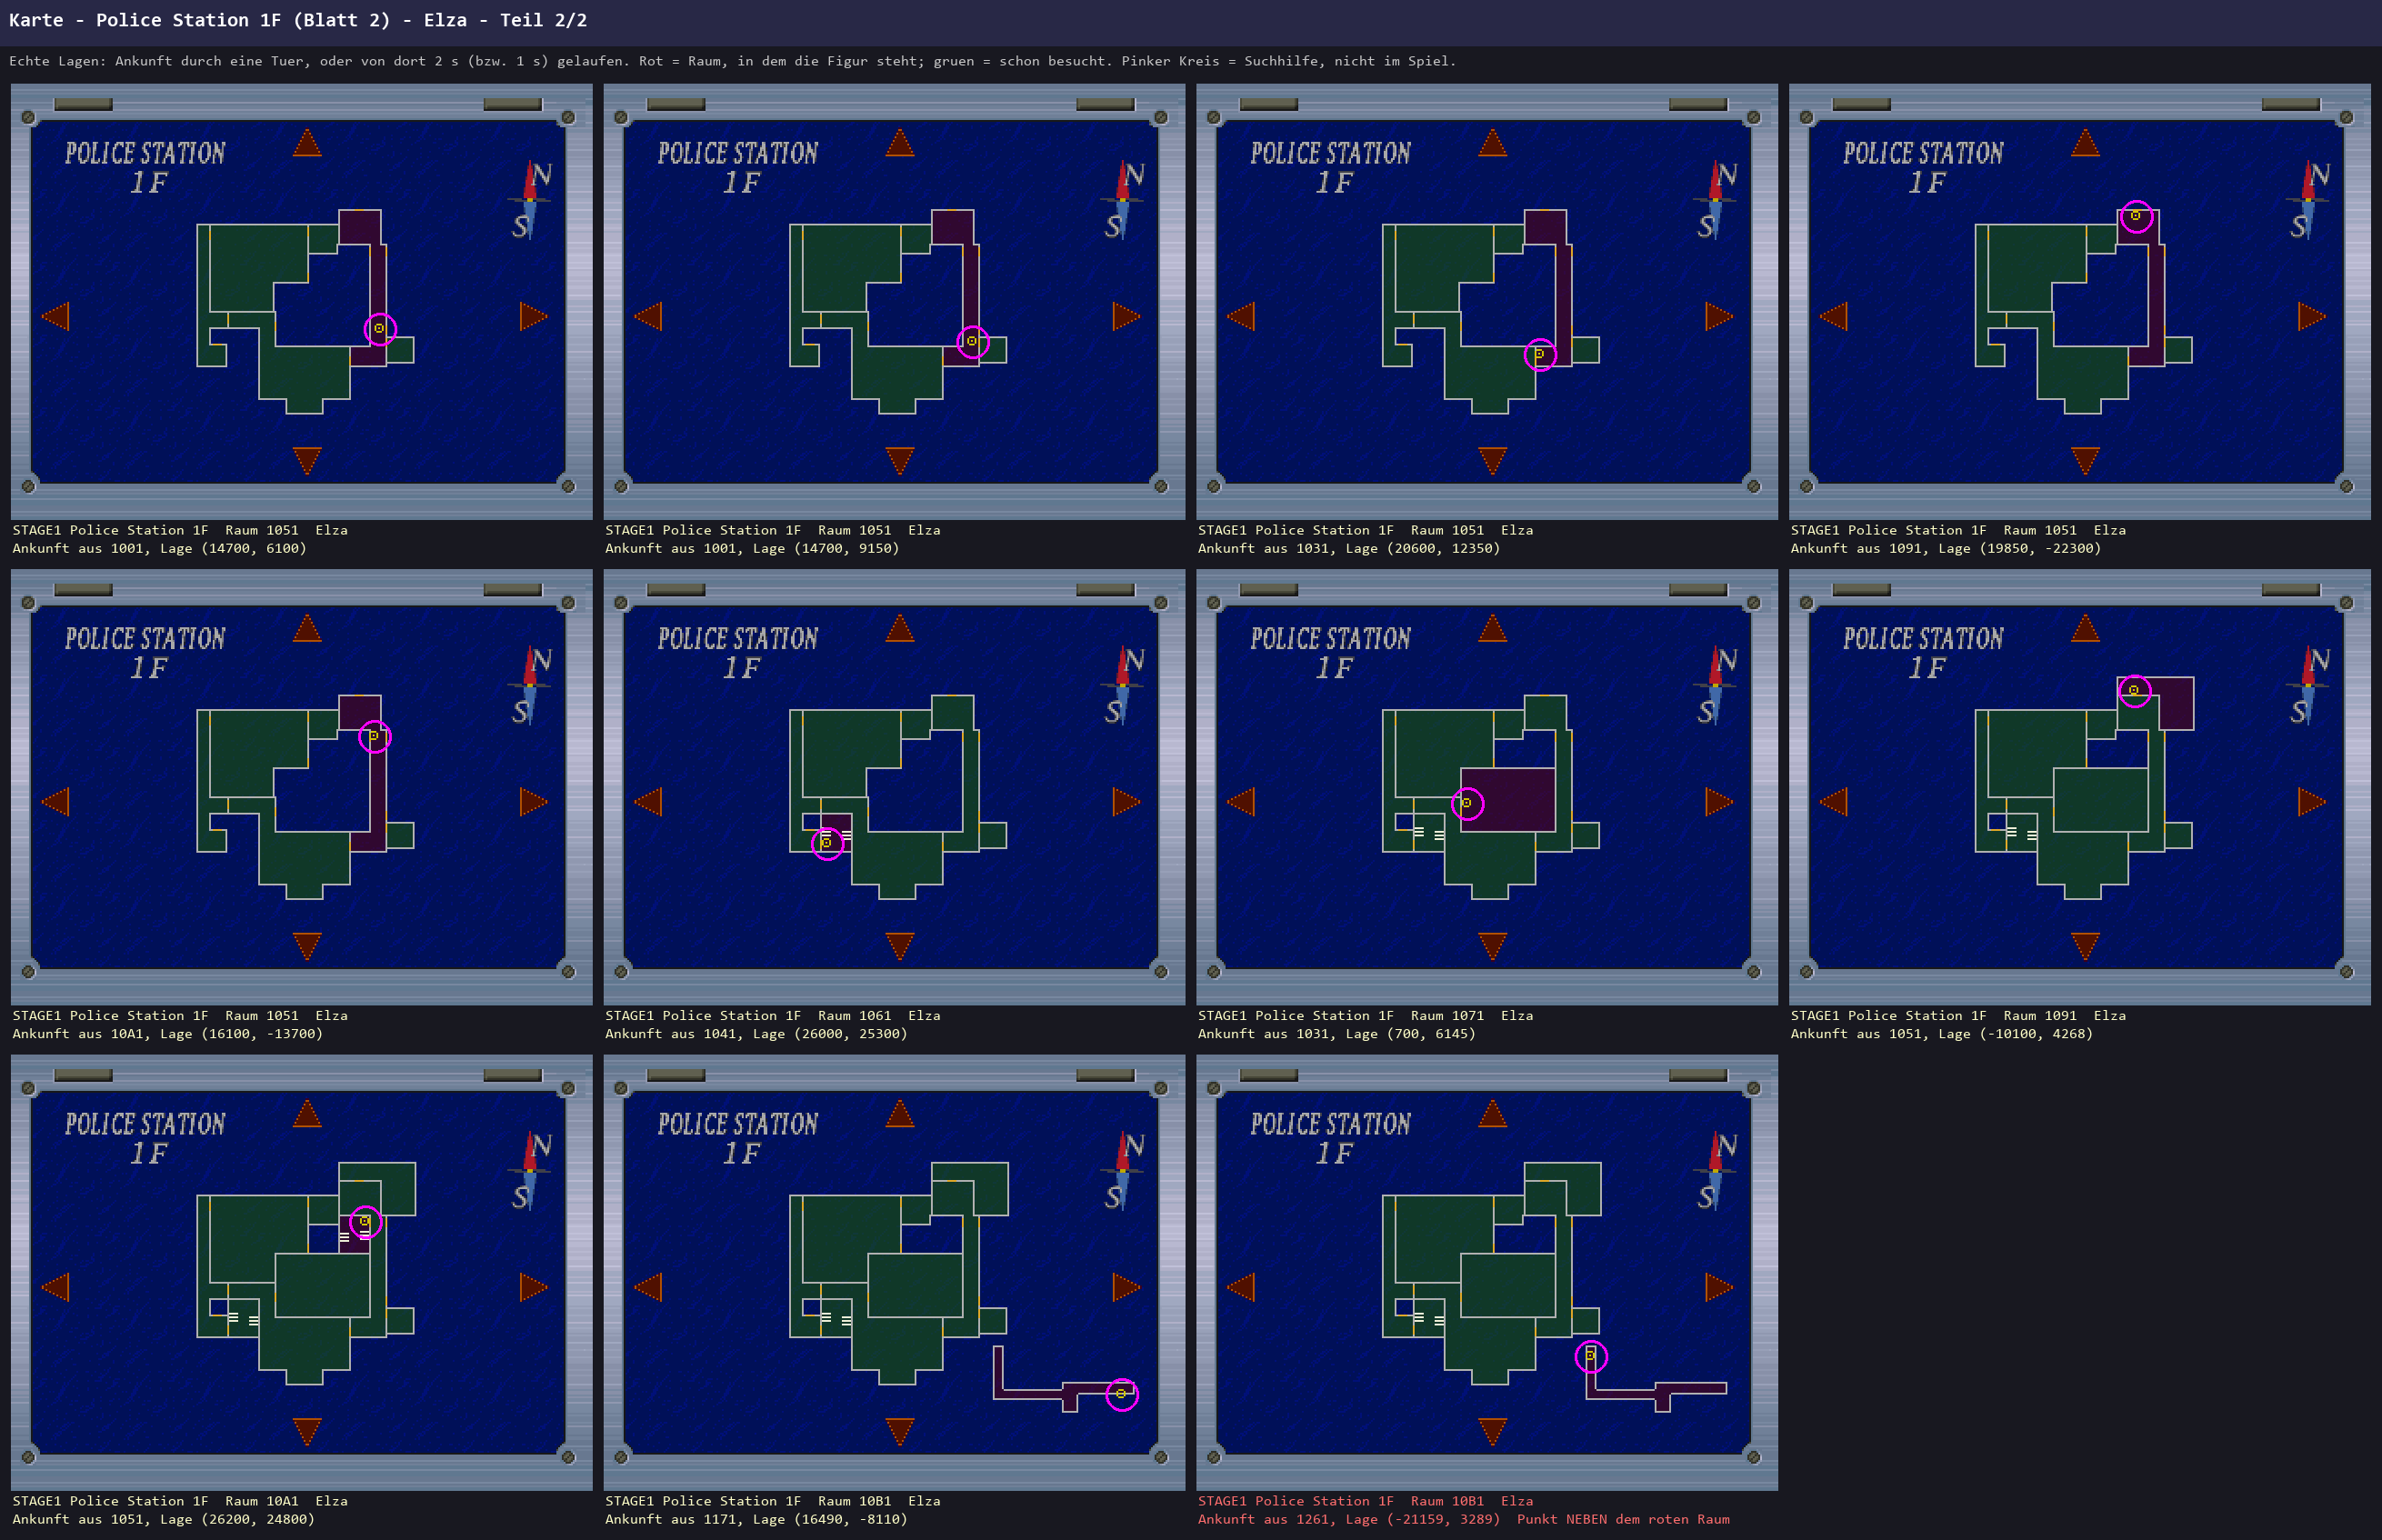 Karte - Police Station 1F (Blatt 2) - Elza - Teil 2/2
Echte Lagen: Ankunft durch eine Tuer, oder von dort 2 s (bzw. 1 s) gelaufen. Rot = Raum, in dem die Figur steht; gruen = schon besucht. Pinker Kreis = Suchhilfe, nicht im Spiel.
POLICE STATION
1F
N
S
POLICE STATION
1F
N
S
POLICE STATION
1F
N
S
POLICE STATION
1F
N
S
STAGE1 Police Station 1F Raum 1051 Elza
Ankunft aus 1001, Lage (14700, 6100)
STAGE1 Police Station 1F Raum 1051 Elza
Ankunft aus 1001, Lage (14700, 9150)
STAGE1 Police Station 1F Raum 1051 Elza
Ankunft aus 1031, Lage (20600, 12350)
STAGE1 Police Station 1F Raum 1051 Elza
Ankunft aus 1091, Lage (19850, -22300)
POLICE STATION
1F
N
S
POLICE STATION
1F
N
S
POLICE STATION
1F
N
S
POLICE STATION
1F
N
S
STAGE1 Police Station 1F Raum 1051 Elza
Ankunft aus 10A1, Lage (16100, -13700)
STAGE1 Police Station 1F Raum 1061 Elza
Ankunft aus 1041, Lage (26000, 25300)
STAGE1 Police Station 1F Raum 1071 Elza
Ankunft aus 1031, Lage (700, 6145)
STAGE1 Police Station 1F Raum 1091 Elza
Ankunft aus 1051, Lage (-10100, 4268)
POLICE STATION
1F
N
S
POLICE STATION
1F
N
S
POLICE STATION
1F
N
S
STAGE1 Police Station 1F Raum 10A1 Elza
Ankunft aus 1051, Lage (26200, 24800)
STAGE1 Police Station 1F Raum 10B1 Elza
Ankunft aus 1171, Lage (16490, -8110)
STAGE1 Police Station 1F Raum 10B1 Elza
Ankunft aus 1261, Lage (-21159, 3289) Punkt NEBEN dem roten Raum